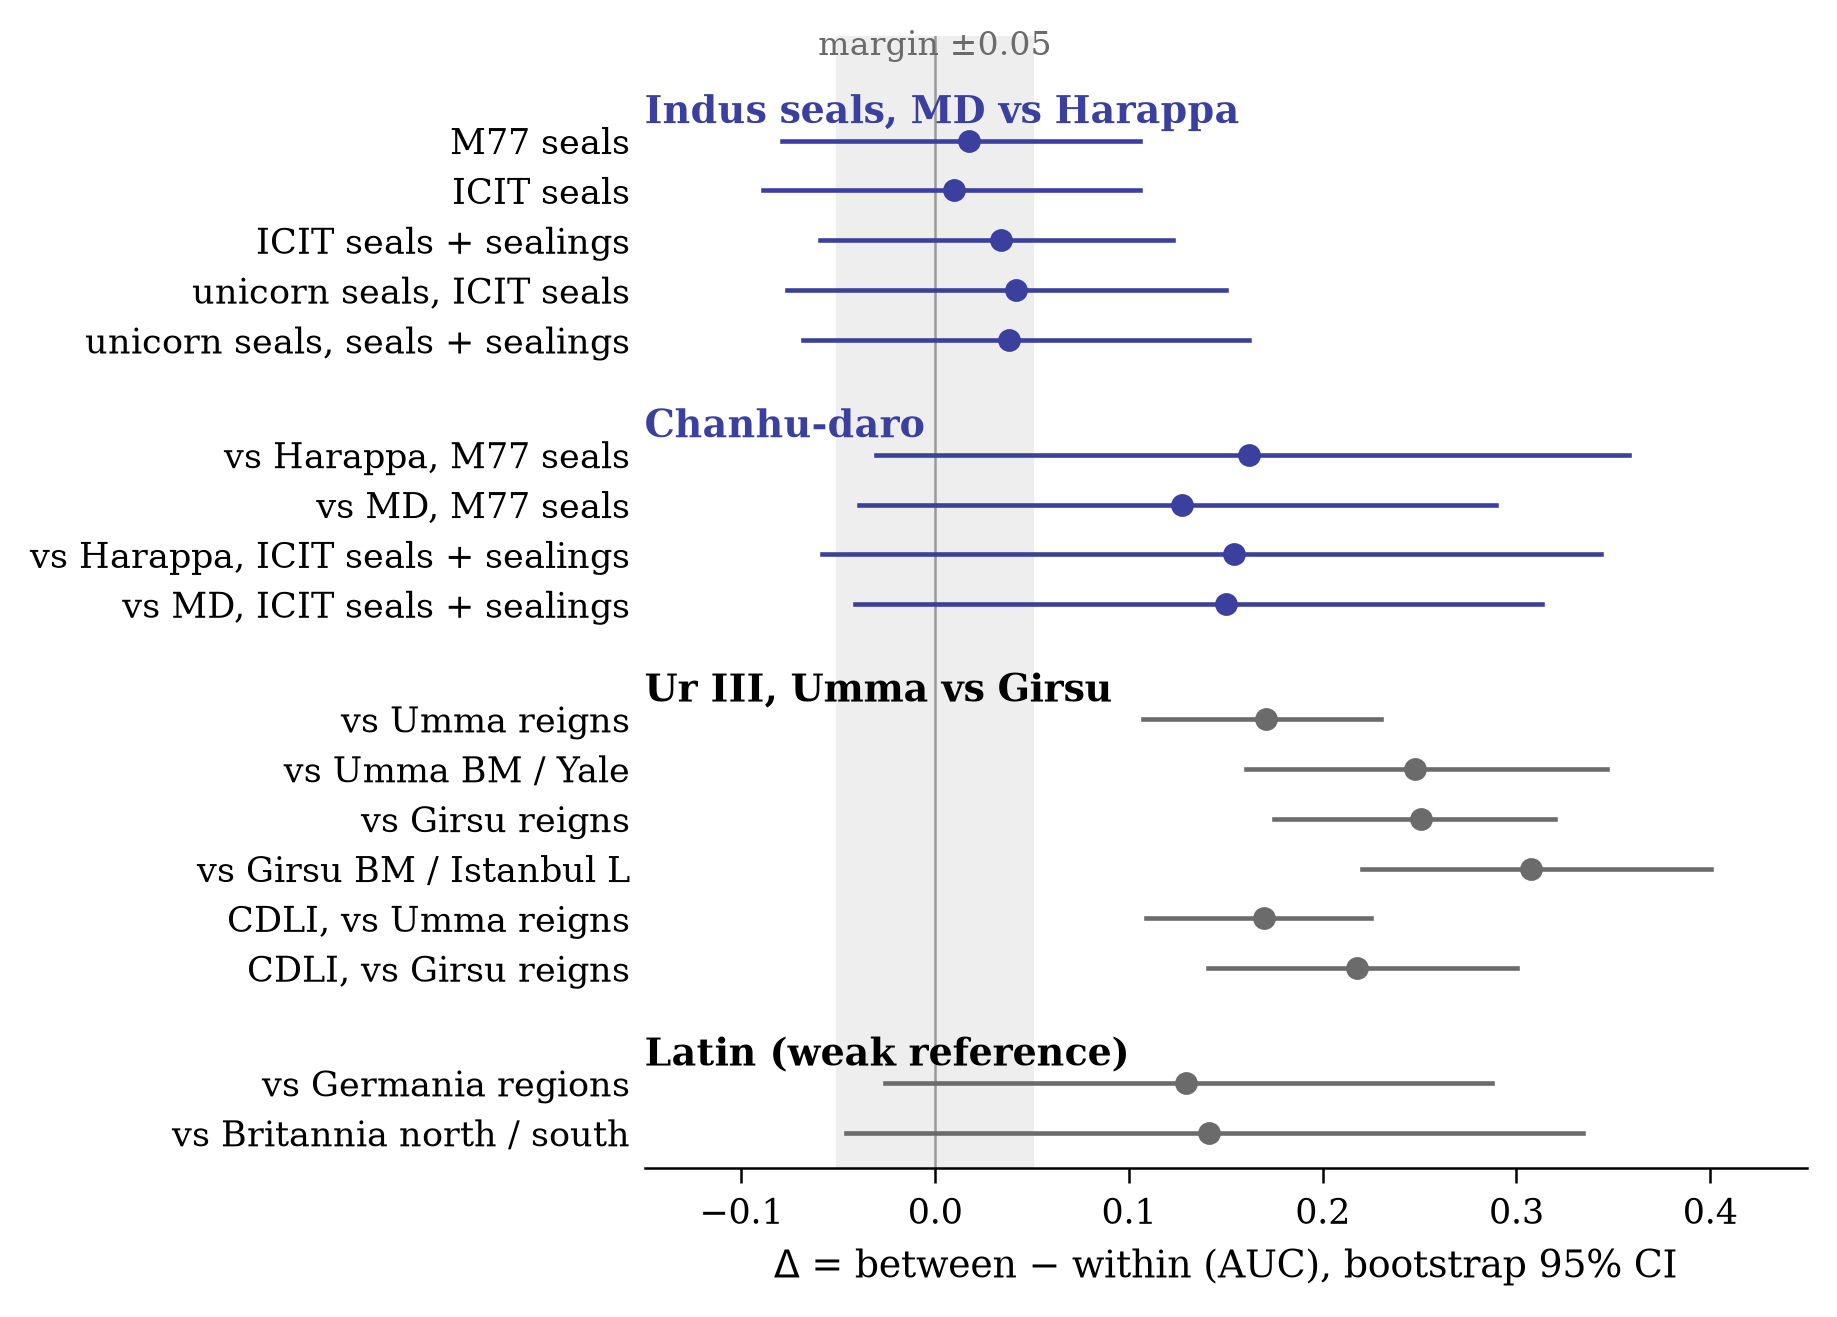 margin ±0.05
Indus seals, MD vs Harappa
M77 seals
ICIT seals
ICIT seals + sealings
unicorn seals, ICIT seals
unicorn seals, seals + sealings
Chanhu-daro
vs Harappa, M77 seals
vs MD, M77 seals
vs Harappa, ICIT seals + sealings
vs MD, ICIT seals + sealings
Ur III, Umma vs Girsu
vs Umma reigns
vs Umma BM / Yale
vs Girsu reigns
vs Girsu BM / Istanbul L
CDLI, vs Umma reigns
CDLI, vs Girsu reigns
Latin (weak reference)
vs Germania regions
vs Britannia north / south
−0.1 0.0 0.1 0.2 0.3 0.4
Δ = between − within (AUC), bootstrap 95% CI